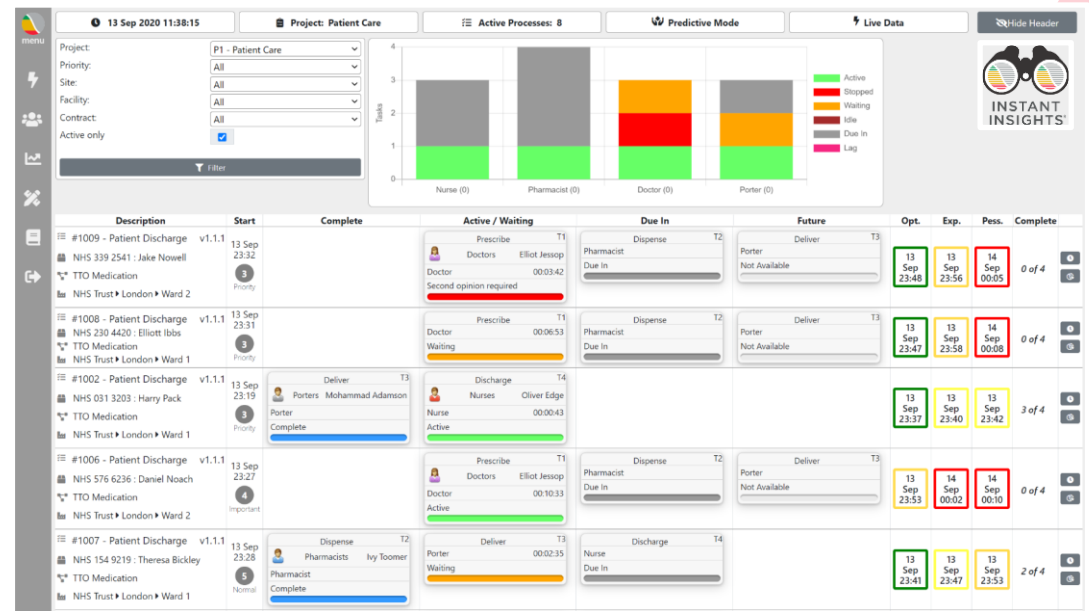 menu
13 Sep 2020 11:38:15
Project: Patient Care
Active Processes: 8
Predictive Mode
Live Data
Hide Header
Project:
P1 - Patient Care
Priority:
All
Site:
All
Facility:
All
Contract:
All
Active only
Filter
Tasks
4
3
2
1
0
Nurse (0)
Pharmacist (0)
Doctor (0)
Porter (0)
Active
Stopped
Waiting
Idle
Due In
Lag
INSTANT
INSIGHTS
Description Start Complete Active / Waiting Due In Future Opt. Exp. Pess. Complete
#1009 - Patient Discharge v1.1.1
NHS 339 2541 : Jake Nowell
TTO Medication
NHS Trust London Ward 2
13 Sep
23:32
3
Priority
Prescribe T1
Doctors Elliot Jessop
Doctor 00:03:42
Second opinion required
Dispense T2
Pharmacist
Due In
Deliver T3
Porter
Not Available
13 Sep 23:48
13 Sep 23:56
14 Sep 00:05
0 of 4
#1008 - Patient Discharge v1.1.1
NHS 230 4420 : Elliott Ibbs
TTO Medication
NHS Trust London Ward 1
13 Sep
23:31
3
Priority
Prescribe T1
Doctor 00:06:53
Waiting
Dispense T2
Pharmacist
Due In
Deliver T3
Porter
Not Available
13 Sep 23:47
13 Sep 23:58
14 Sep 00:08
0 of 4
#1002 - Patient Discharge v1.1.1
NHS 031 3203 : Harry Pack
TTO Medication
NHS Trust London Ward 1
13 Sep
23:19
3
Priority
Deliver T3
Porters Mohammad Adamson
Porter
Complete
Discharge T4
Nurses Oliver Edge
Nurse 00:00:43
Active
13 Sep 23:37
13 Sep 23:40
13 Sep 23:42
3 of 4
#1006 - Patient Discharge v1.1.1
NHS 576 6236 : Daniel Noach
TTO Medication
NHS Trust London Ward 2
13 Sep
23:27
4
Important
Prescribe T1
Doctors Elliot Jessop
Doctor 00:10:33
Active
Dispense T2
Pharmacist
Due In
Deliver T3
Porter
Not Available
13 Sep 23:53
14 Sep 00:02
14 Sep 00:10
0 of 4
#1007 - Patient Discharge v1.1.1
NHS 154 9219 : Theresa Bickley
TTO Medication
NHS Trust London Ward 1
13 Sep
23:28
5
Normal
Dispense T2
Pharmacists Ivy Toomer
Pharmacist
Complete
Deliver T3
Porter 00:02:35
Waiting
Discharge T4
Nurse
Due In
13 Sep 23:41
13 Sep 23:47
13 Sep 23:53
2 of 4